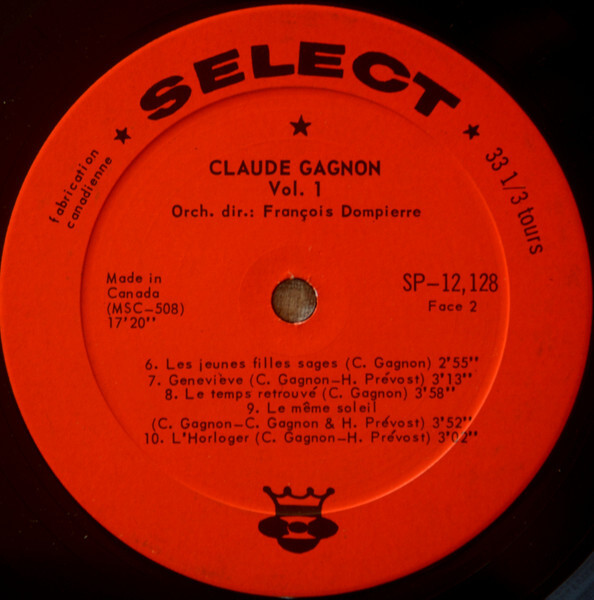 SELECT
fabrication
canadienne
33 1/3 tours
CLAUDE GAGNON
Vol. 1
Orch. dir.: François Dompierre
Made in
Canada
(MSC-508)
17'20''
SP-12,128
Face 2
6. Les jeunes filles sages (C. Gagnon) 2'55''
7. Geneviève (C. Gagnon-H. Prévost) 3'13''
8. Le temps retrouvé (C. Gagnon) 3'58''
9. Le même soleil
(C. Gagnon-C. Gagnon & H. Prévost) 3'52''
10. L'Horloger (C. Gagnon-H. Prévost) 3'02''